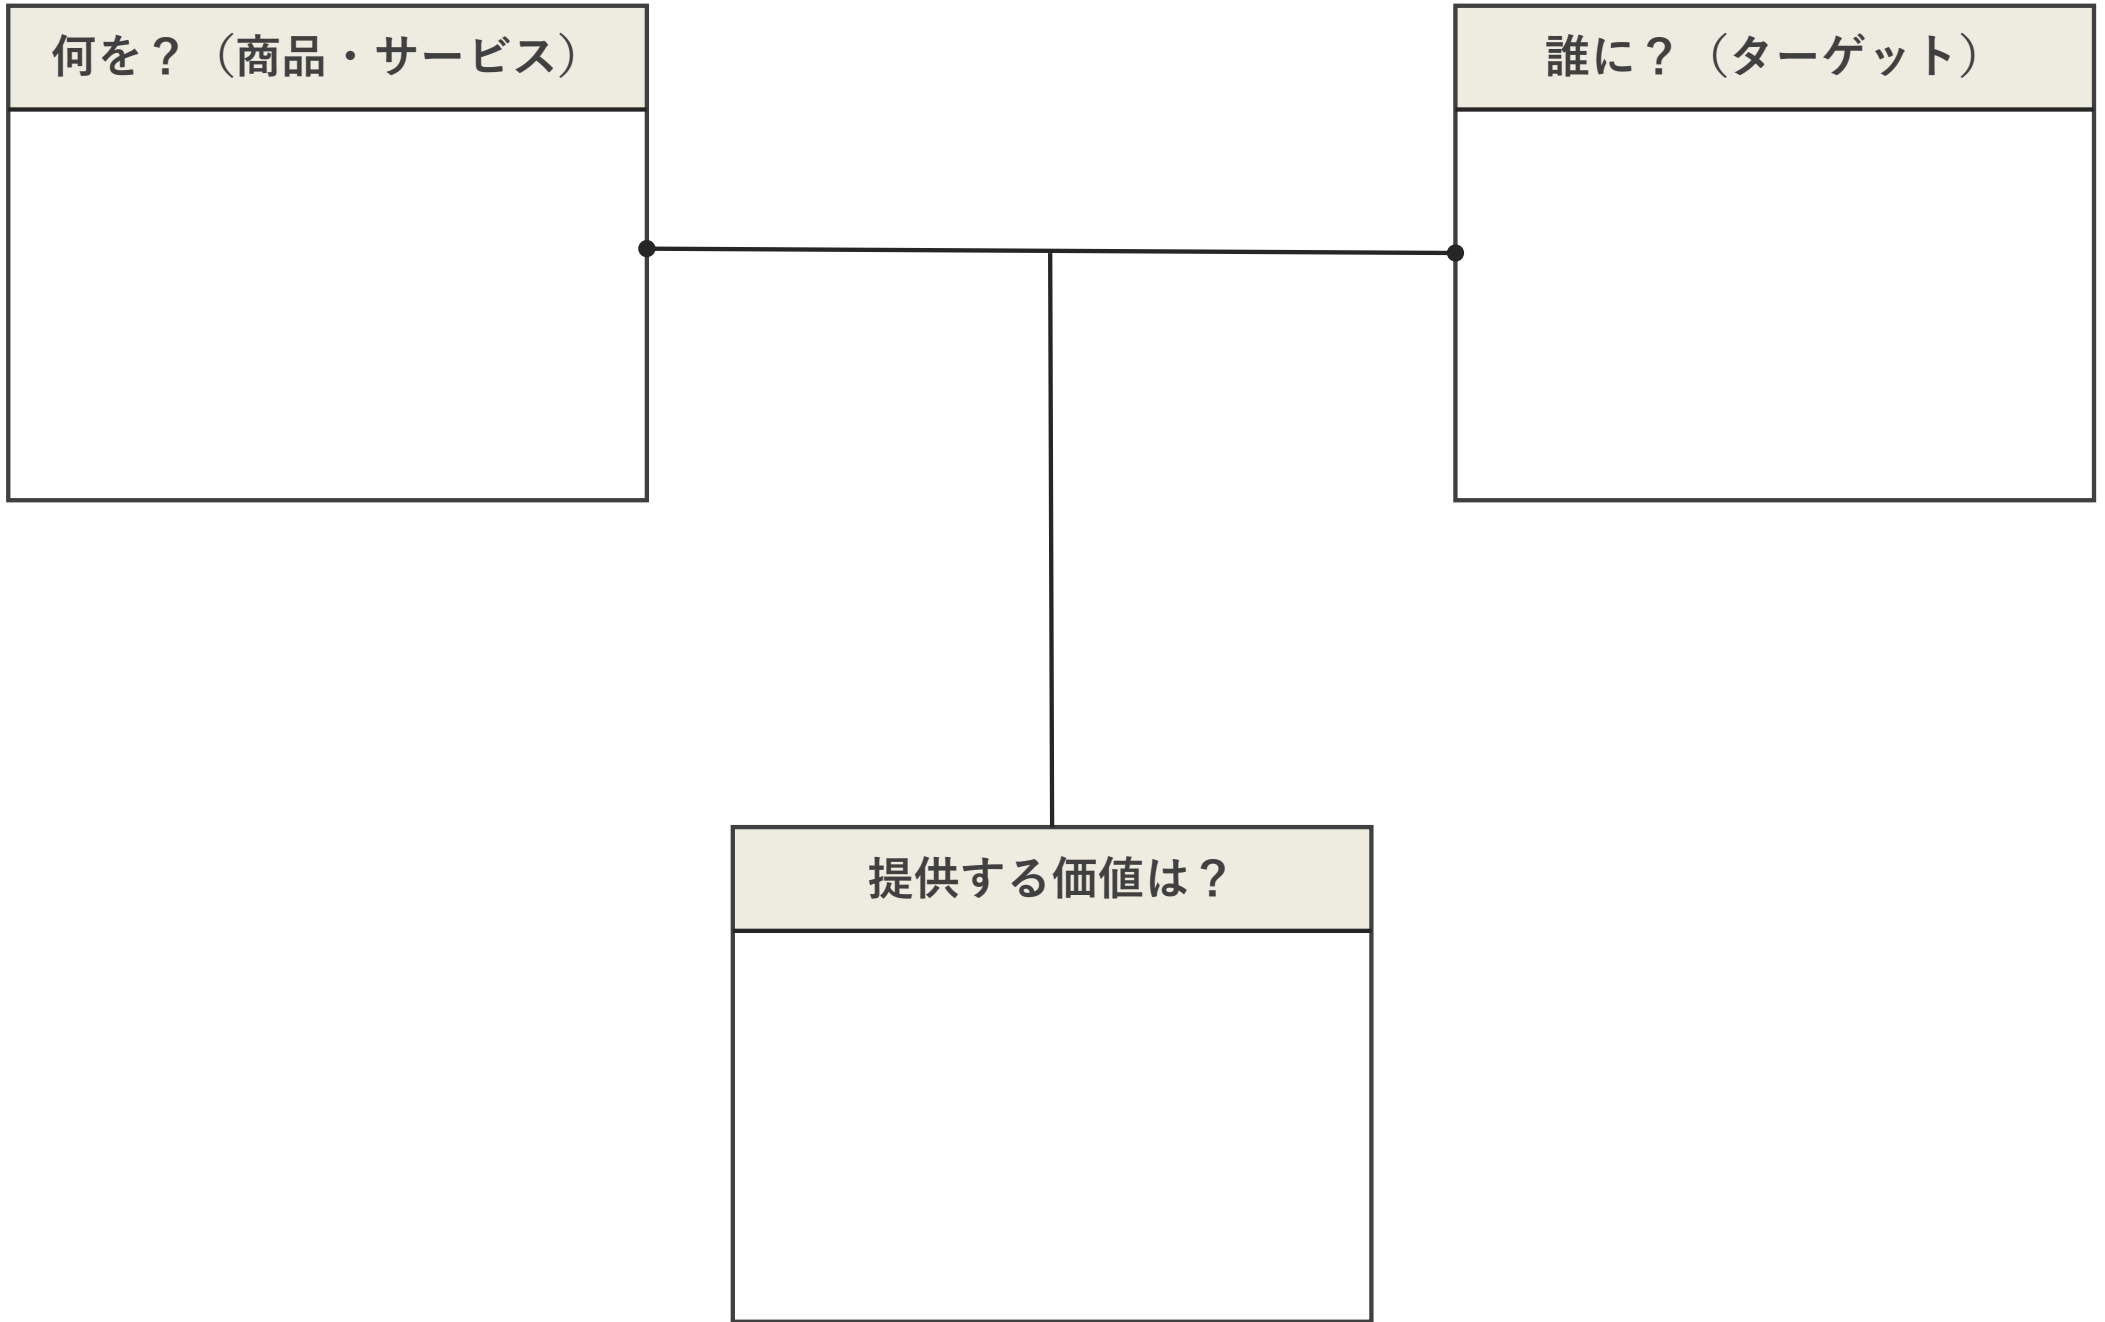 何を？（商品・サービス）
誰に？（ターゲット）
提供する価値は？